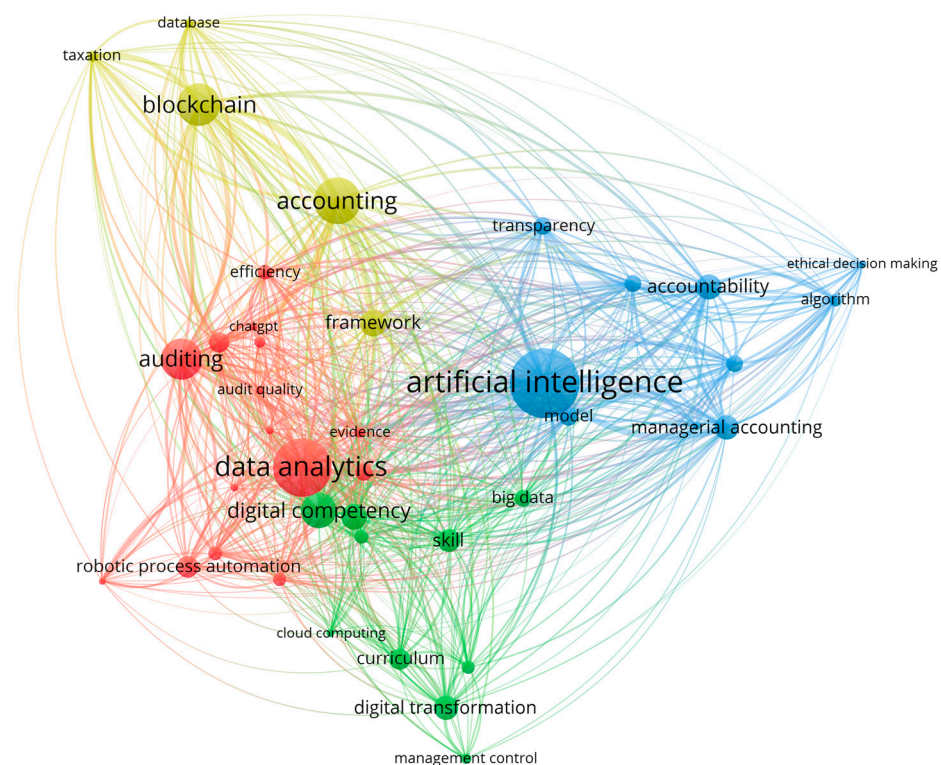 database
taxation
blockchain
accounting
transparency
efficiency
ethical decision making
accountability
algorithm
chatgpt
framework
auditing
artificial intelligence
audit quality
model
evidence
managerial accounting
data analytics
big data
digital competency
skill
robotic process automation
cloud computing
curriculum
digital transformation
management control